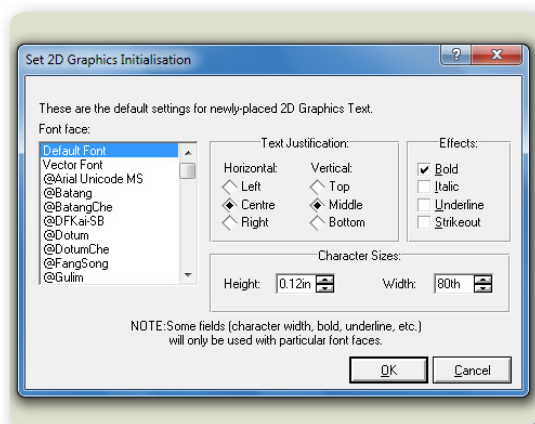 Set 2D Graphics Initialisation
These are the default settings for newly-placed 2D Graphics Text.
Font face:
Default Font
Vector Font
@Arial Unicode MS
@Batang
@BatangChe
@DFKai-SB
@Dotum
@DotumChe
@FangSong
@Gulim
Text Justification:
Horizontal: Vertical:
Left Top
Centre Middle
Right Bottom
Effects:
Bold
Italic
Underline
Strikeout
Character Sizes:
Height: 0.12in Width: 80th
NOTE:Some fields (character width, bold, underline, etc.)
will only be used with particular font faces.
OK Cancel